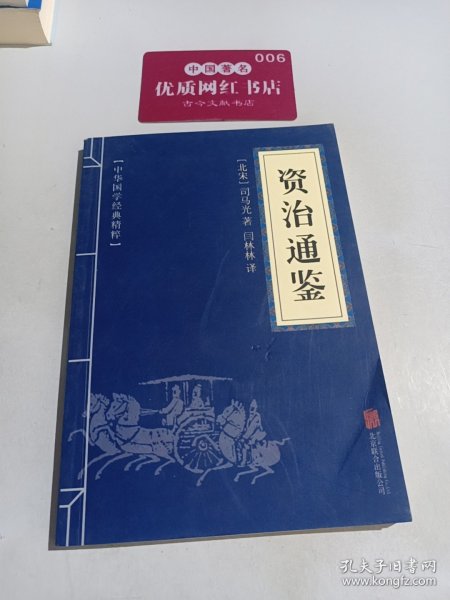 006
中国著名
优质网红书店
古今文献书店
资治通鉴
[北宋]司马光 著 闫林林 译
【中华国学经典精粹】
北京联合出版公司
孔夫子旧书网
www.kongfz.com